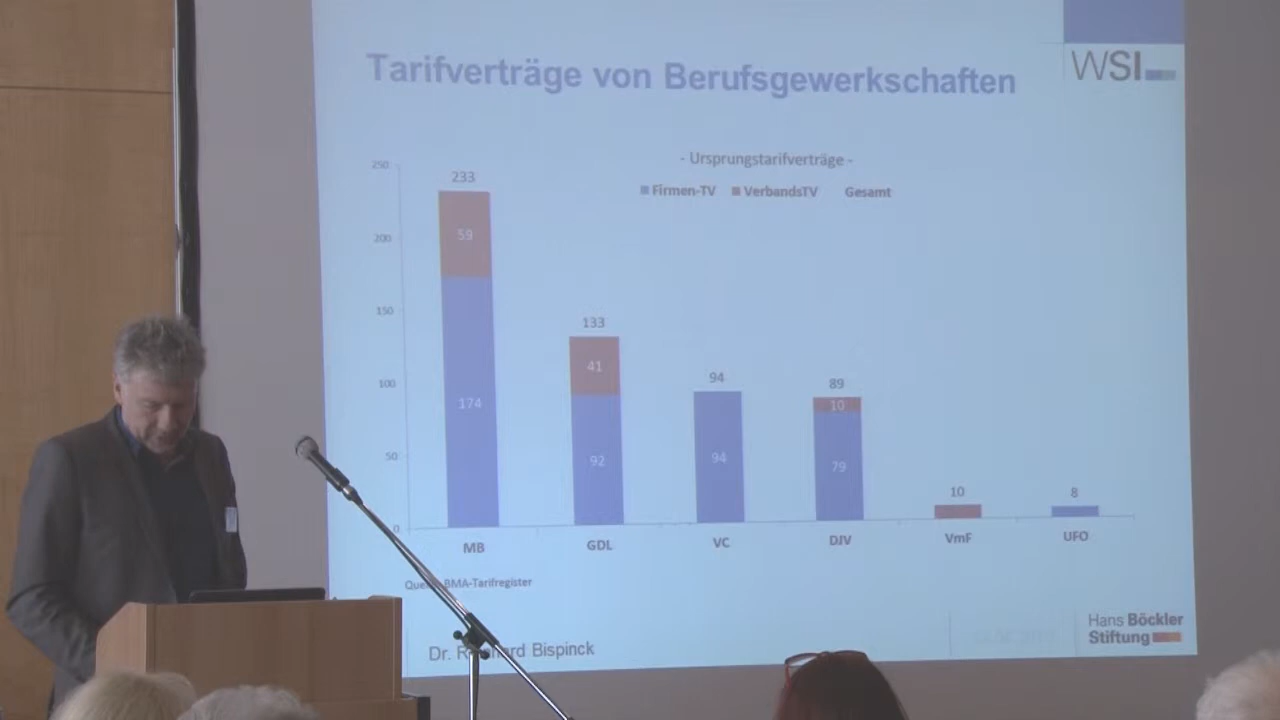 Tarifverträge von Berufsgewerkschaften
WSI
- Ursprungstarifverträge -
Firmen-TV VerbandsTV Gesamt
250
200
150
100
50
0
233
59
174
133
41
92
94
94
89
10
79
10
8
MB GDL VC DJV VmF UFO
BMA-Tarifregister
Dr. Bispinck
Hans Böckler
Stiftung